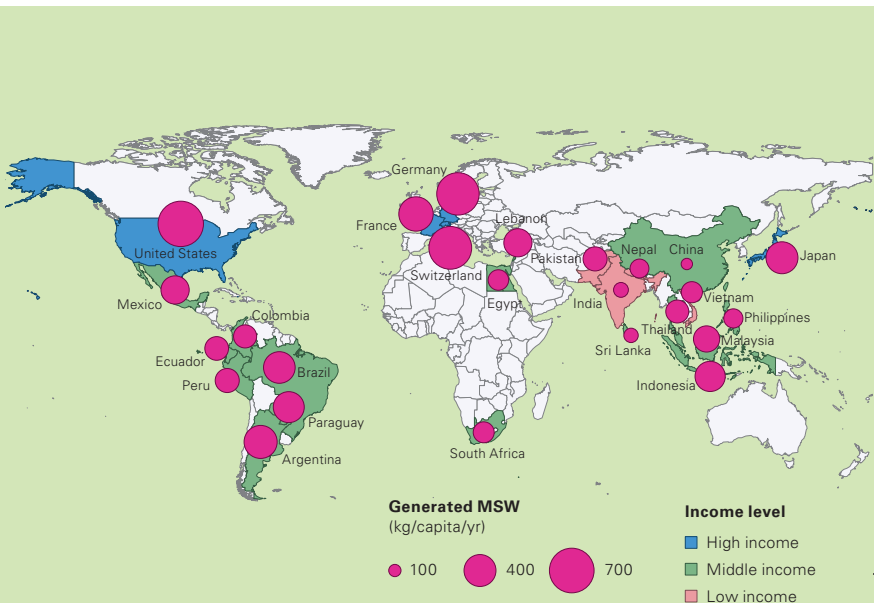 Germany
France
Lebanon
United States
Switzerland
Pakistan
Nepal
China
Japan
Mexico
Egypt
India
Vietnam
Colombia
Thailand
Philippines
Sri Lanka
Malaysia
Ecuador
Peru
Brazil
Indonesia
Paraguay
Argentina
South Africa
Generated MSW
(kg/capita/yr)
100
400
700
Income level
High income
Middle income
Low income